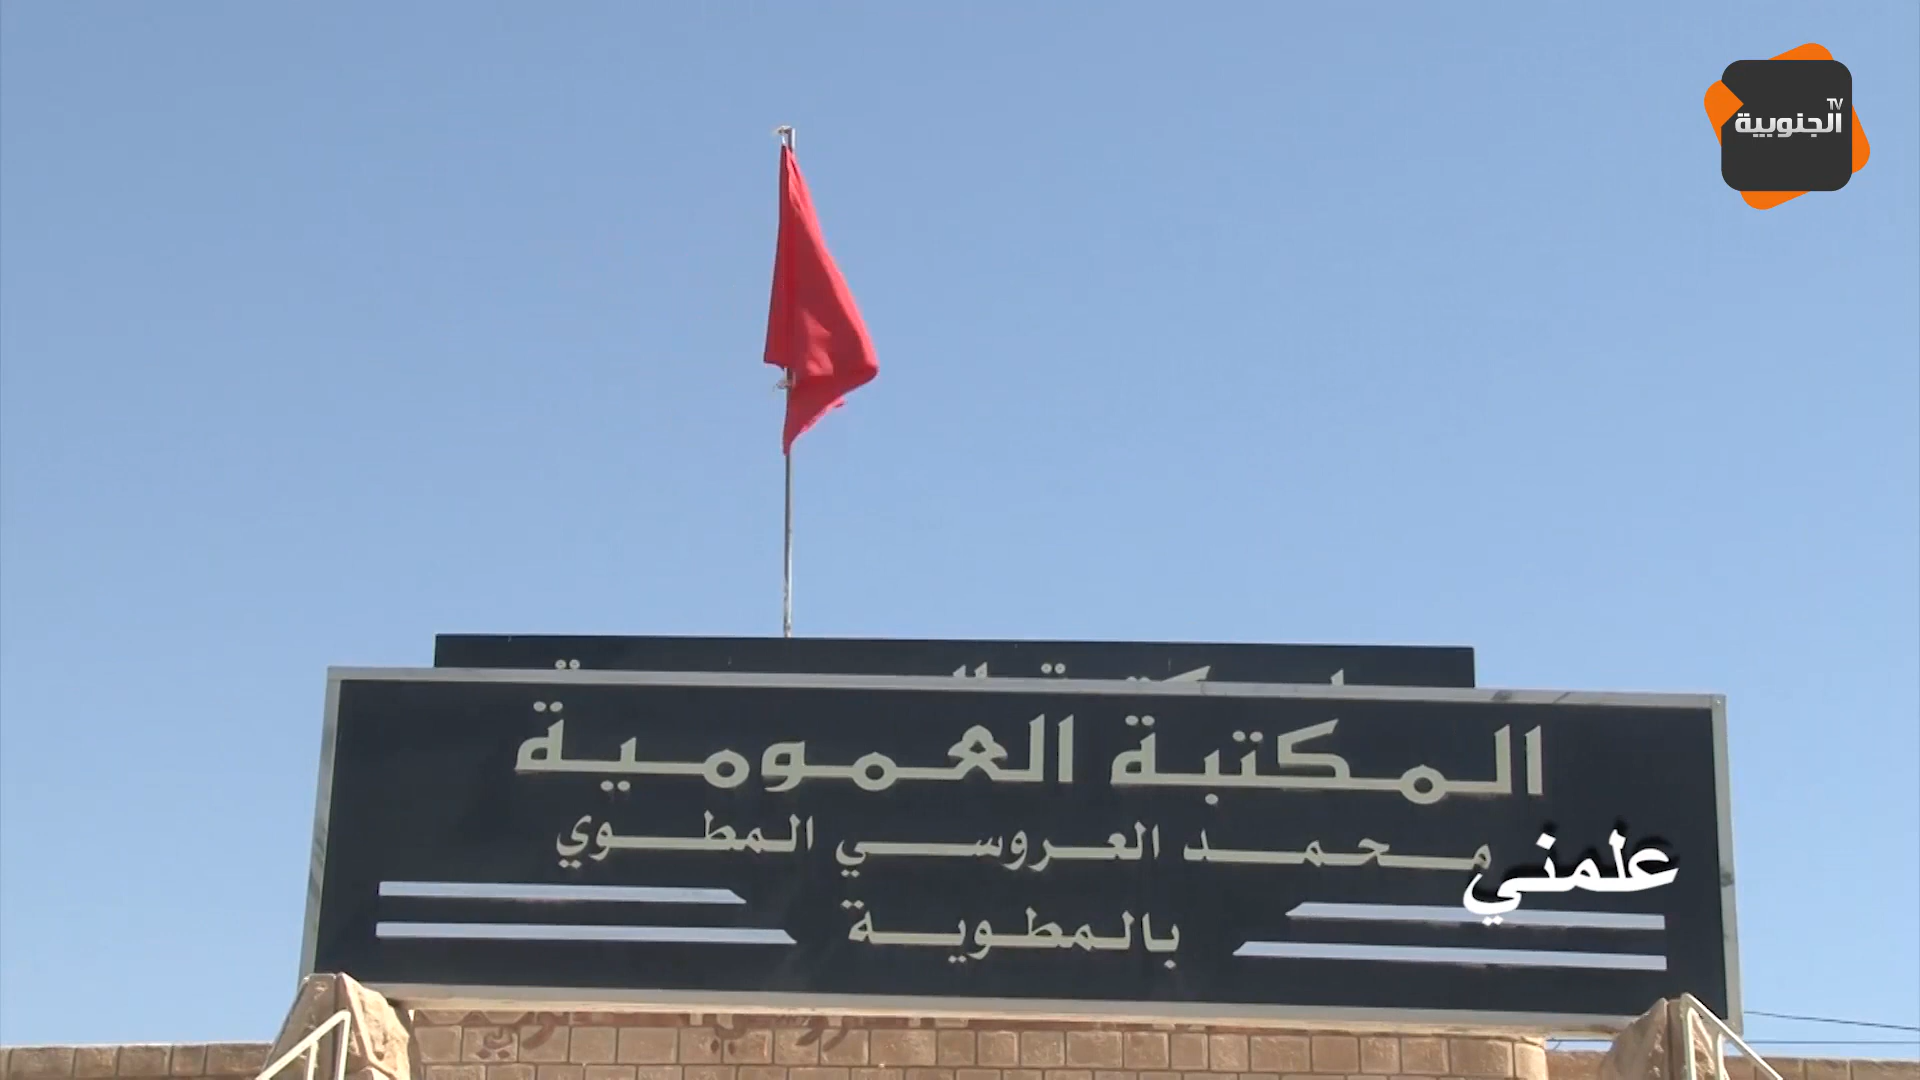 TV
الجنوبية
المكتبة العمومية
محمد العروسي المطوي
بالمطوية
علمني